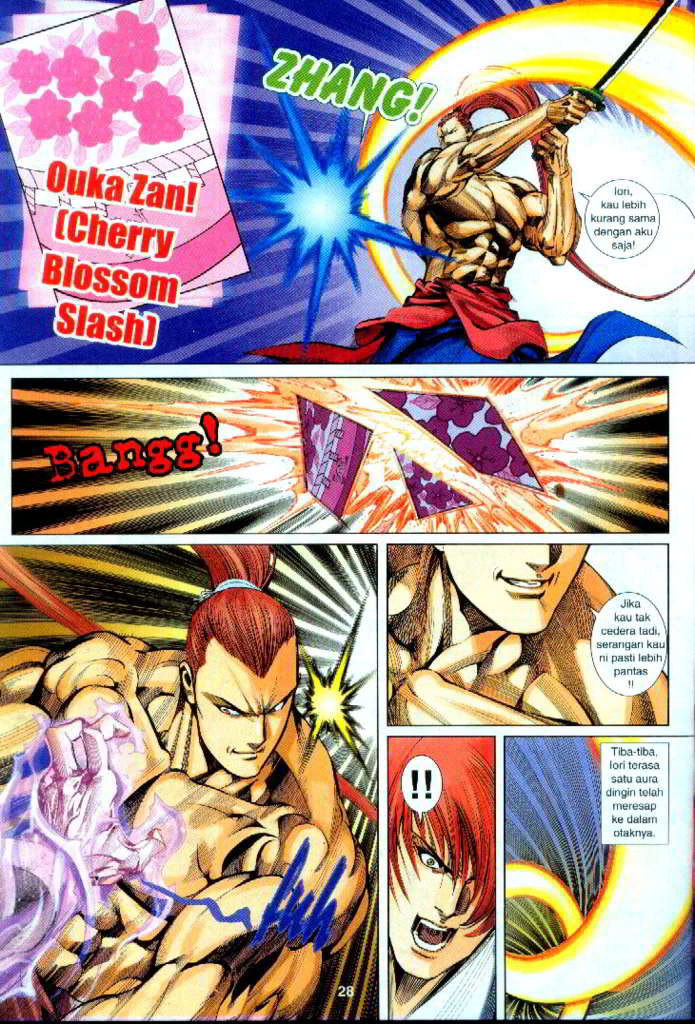 Ouka Zan!
(Cherry
Blossom
Slash)
ZHANG!
Iori,
kau lebih
kurang sama
dengan aku
saja!
Bangg!
Jika
kau tak
cedera tadi,
serangan kau
ni pasti lebih
pantas
!!
!!
Tiba-tiba,
Iori terasa
satu aura
dingin telah
meresap
ke dalam
otaknya.
28